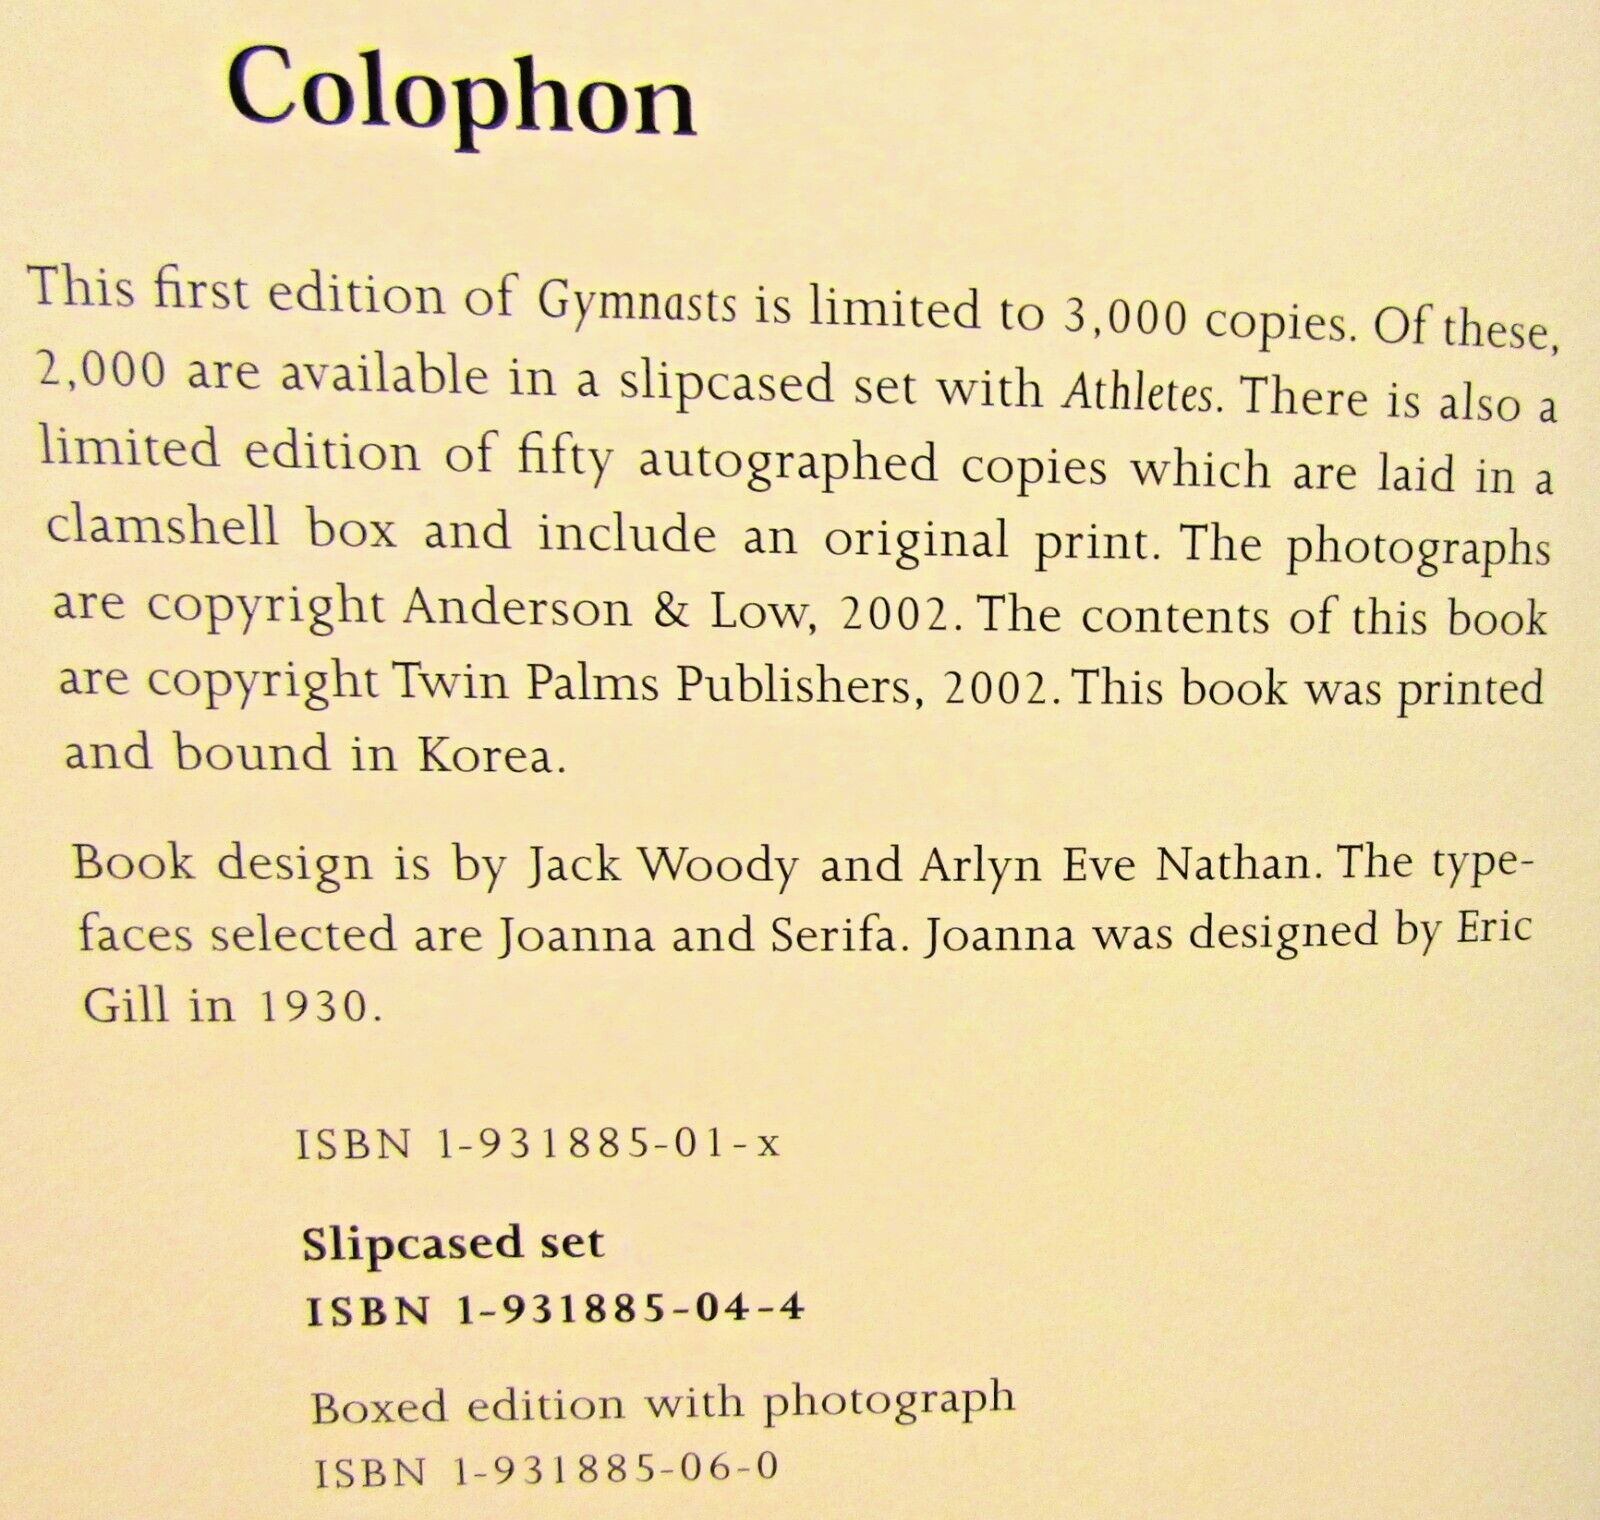 Colophon
This first edition of Gymnasts is limited to 3,000 copies. Of these,
2,000 are available in a slipcased set with Athletes. There is also a
limited edition of fifty autographed copies which are laid in a
clamshell box and include an original print. The photographs
are copyright Anderson & Low, 2002. The contents of this book
are copyright Twin Palms Publishers, 2002. This book was printed
and bound in Korea.
Book design is by Jack Woody and Arlyn Eve Nathan. The type-
faces selected are Joanna and Serifa. Joanna was designed by Eric
Gill in 1930.
ISBN 1-931885-01-x
Slipcased set
ISBN 1-931885-04-4
Boxed edition with photograph
ISBN 1-931885-06-0